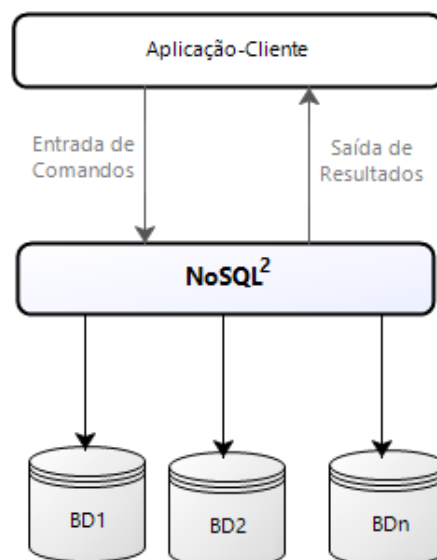 Aplicação-Cliente
Entrada de
Comandos
Saída de
Resultados
NoSQL²
BD1
BD2
BDn